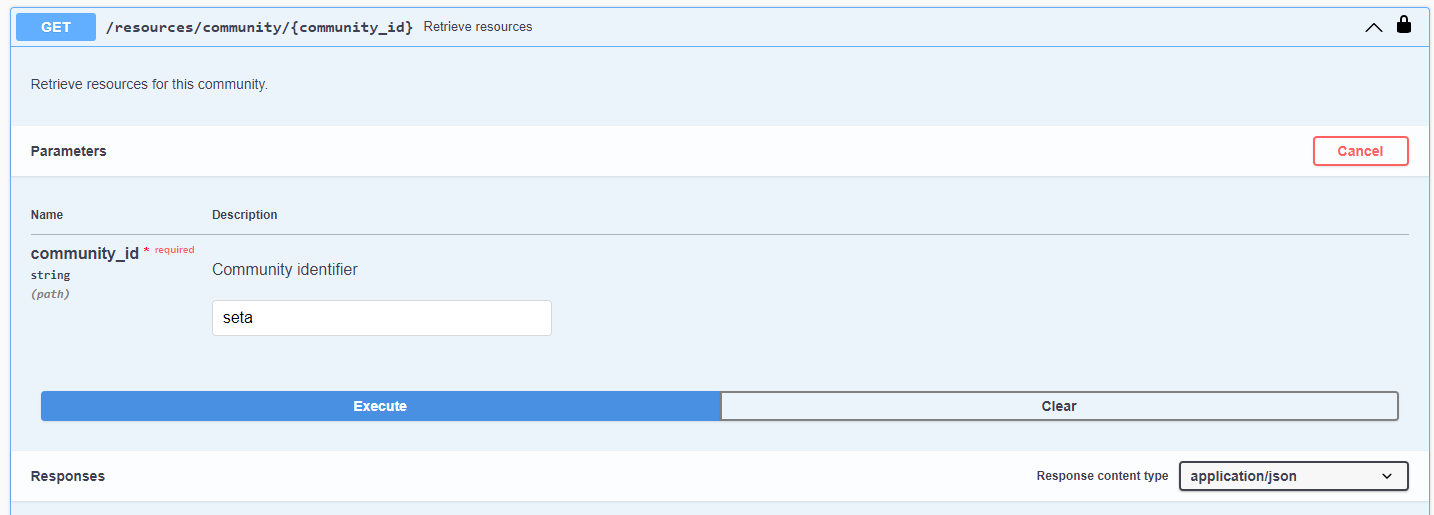 GET /resources/community/{community_id} Retrieve resources
Retrieve resources for this community.
Parameters Cancel
Name Description
community_id * required
string
(path)
Community identifier
seta
Execute Clear
Responses Response content type application/json